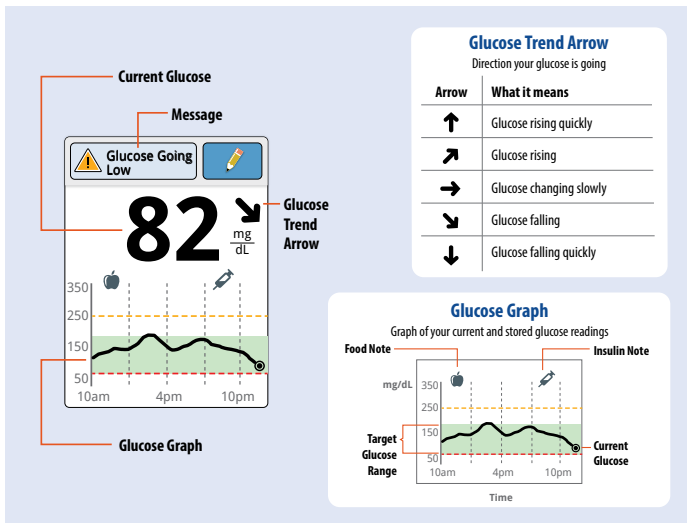 Current Glucose
Message
Glucose Going
Low
82
mg
dL
Glucose
Trend
Arrow
350
250
150
50
10am 4pm 10pm
Glucose Graph
Glucose Trend Arrow
Direction your glucose is going
Arrow What it means
Glucose rising quickly
Glucose rising
Glucose changing slowly
Glucose falling
Glucose falling quickly
Glucose Graph
Graph of your current and stored glucose readings
Food Note
Insulin Note
mg/dL
350
250
150
50
Target
Glucose
Range
Current
Glucose
10am 4pm 10pm
Time